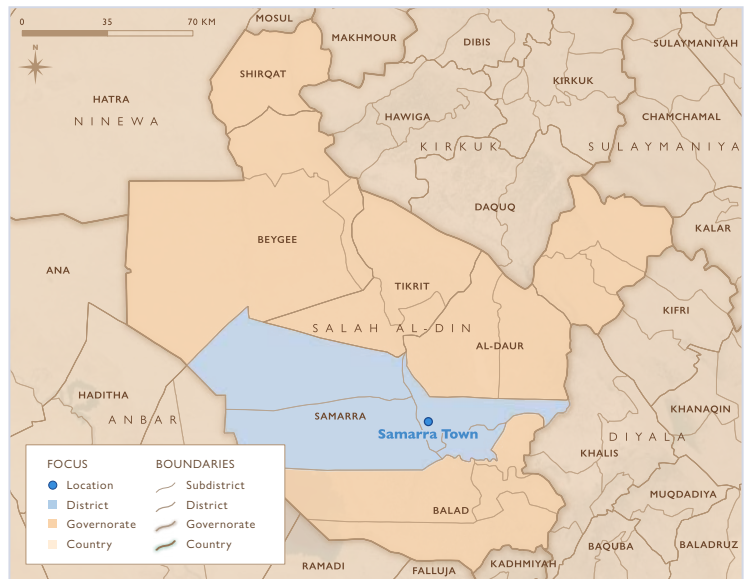 0 35 70 KM
MOSUL
MAKHMOUR
DIBIS
SULAYMANIYAH
N
SHIRQAT
KIRKUK
HATRA
NINEWA
HAWIGA
CHAMCHAMAL
KIRKUK
SULAYMANIYA
DAQUQ
KALAR
BEYGEE
ANA
TIKRIT
KIFRI
SALAH AL-DIN
AL-DAUR
HADITHA
ANBAR
SAMARRA
Samarra Town
KHANAQIN
DIYALA
KHALIS
FOCUS
Location
District
Governorate
Country
BOUNDARIES
Subdistrict
District
Governorate
Country
MUQDADIYA
BALAD
BAQUBA
BALADRUZ
RAMADI
FALLUJA
KADHMIYAH